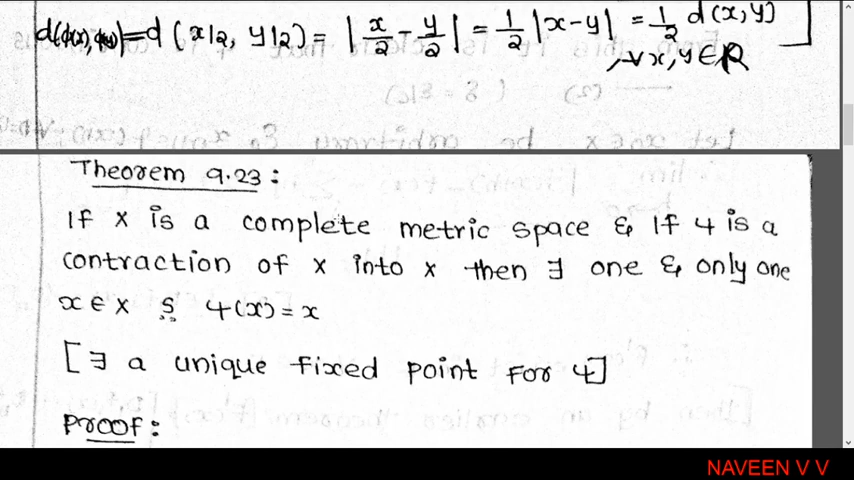 d(φ(x), φ(y)) = d(x/2, y/2) = |x/2 - y/2| = 1/2 |x-y| = 1/2 d(x,y)
, ∀ x, y ∈ R
Theorem 9.23:
If X is a complete metric space & If φ is a
contraction of X into X then ∃ one & only one
x ∈ X ϶ φ(x) = x
[∃ a unique fixed point for φ]
Proof:
NAVEEN V V